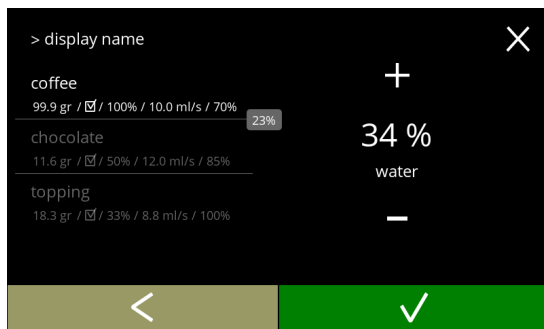 > display name
coffee
99.9 gr / ☑ / 100% / 10.0 ml/s / 70%
23%
chocolate
11.6 gr / ☑ / 50% / 12.0 ml/s / 85%
topping
18.3 gr / ☑ / 33% / 8.8 ml/s / 100%
+
34 %
water
−